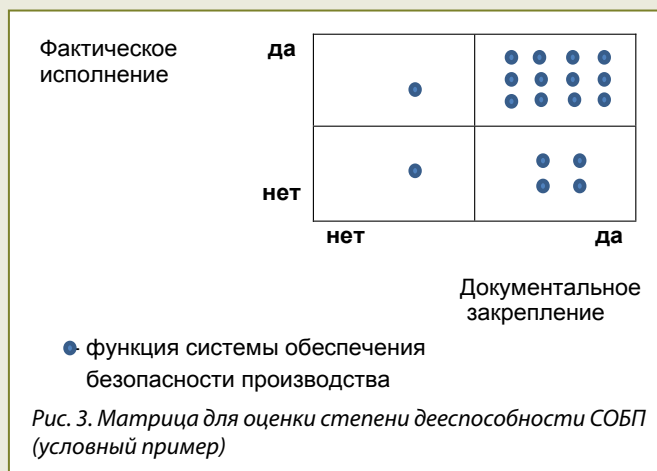 Фактическое
исполнение
да
нет
нет
да
Документальное
закрепление
- функция системы обеспечения
безопасности производства
Рис. 3. Матрица для оценки степени дееспособности СОБП
(условный пример)